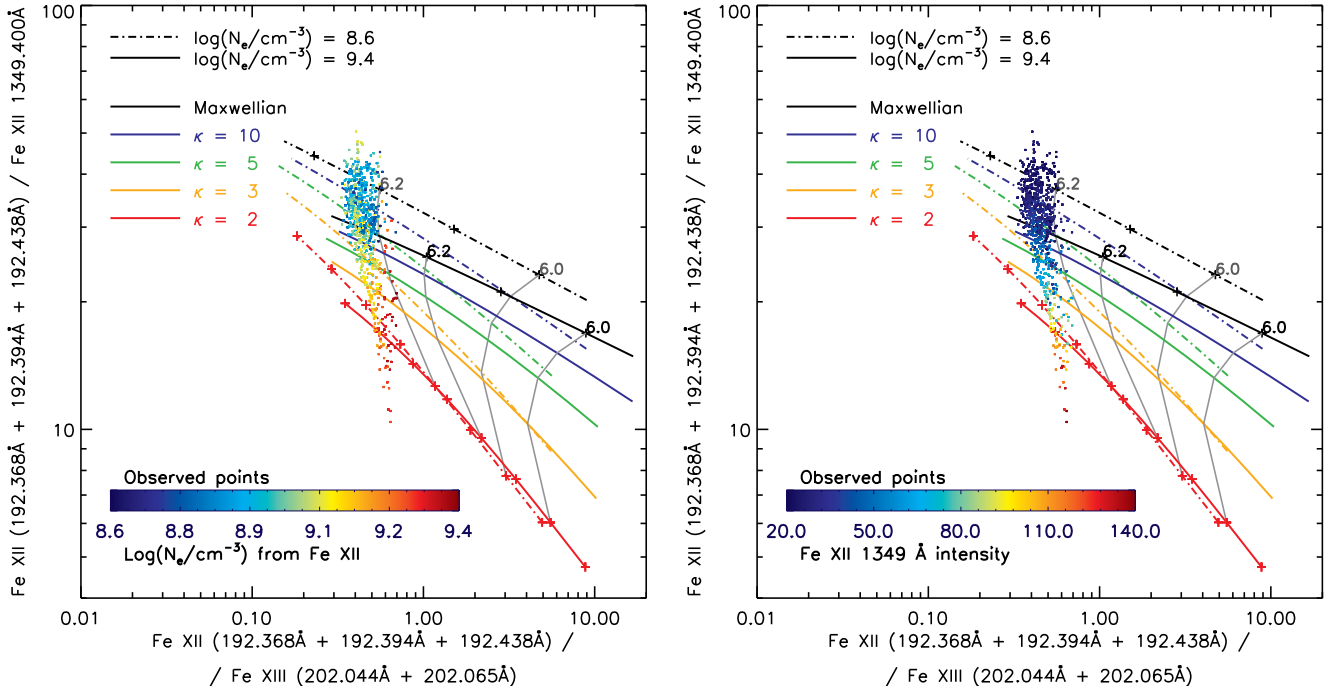 Fe XII (192.368Å + 192.394Å + 192.438Å) / Fe XII 1349.400Å
100
10
log(Nₑ/cm⁻³) = 8.6
log(Nₑ/cm⁻³) = 9.4
Maxwellian
κ = 10
κ = 5
κ = 3
κ = 2
6.2
6.2
6.0
6.0
Observed points
8.6 8.8 8.9 9.1 9.2 9.4
Log(Nₑ/cm⁻³) from Fe XII
0.01 0.10 1.00 10.00
Fe XII (192.368Å + 192.394Å + 192.438Å) /
/ Fe XIII (202.044Å + 202.065Å)
Fe XII (192.368Å + 192.394Å + 192.438Å) / Fe XII 1349.400Å
100
10
log(Nₑ/cm⁻³) = 8.6
log(Nₑ/cm⁻³) = 9.4
Maxwellian
κ = 10
κ = 5
κ = 3
κ = 2
6.2
6.2
6.0
6.0
Observed points
20.0 50.0 80.0 110.0 140.0
Fe XII 1349 Å intensity
0.01 0.10 1.00 10.00
Fe XII (192.368Å + 192.394Å + 192.438Å) /
/ Fe XIII (202.044Å + 202.065Å)